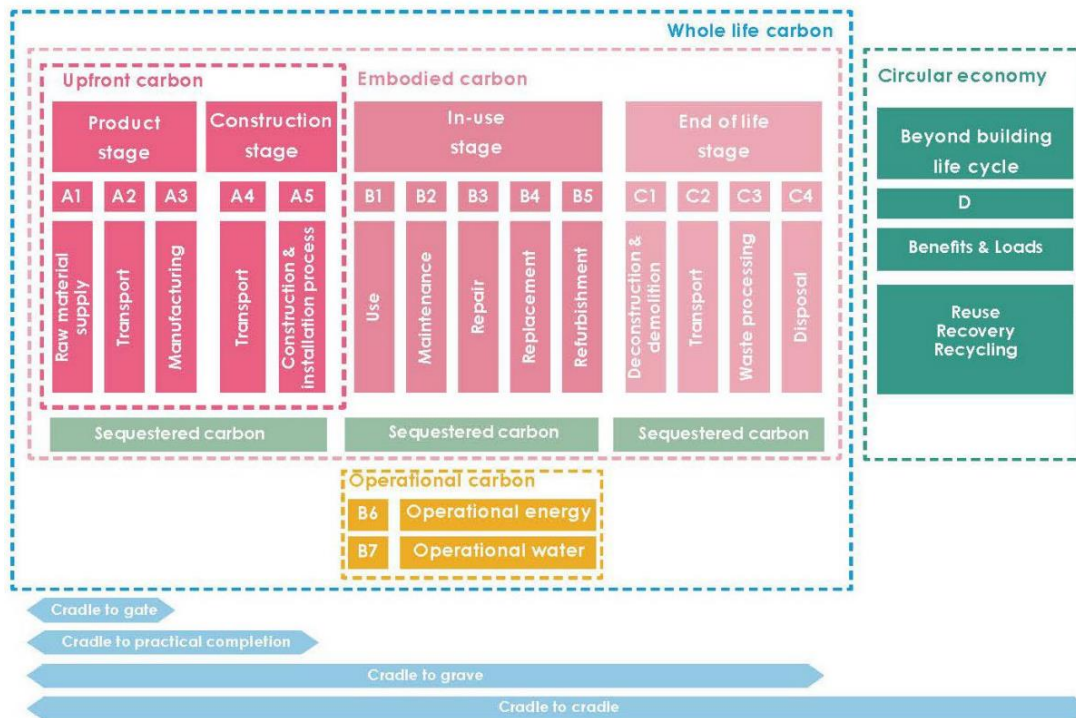 Whole life carbon
Upfront carbon
Embodied carbon
Circular economy
Product
stage
Construction
stage
In-use
stage
End of life
stage
Beyond building
life cycle
A1
A2
A3
A4
A5
B1
B2
B3
B4
B5
C1
C2
C3
C4
D
Raw material
supply
Transport
Manufacturing
Transport
Construction &
installation process
Use
Maintenance
Repair
Replacement
Refurbishment
Deconstruction &
demolition
Transport
Waste processing
Disposal
Benefits & Loads
Reuse
Recovery
Recycling
Sequestered carbon
Sequestered carbon
Sequestered carbon
Operational carbon
B6
Operational energy
B7
Operational water
Cradle to gate
Cradle to practical completion
Cradle to grave
Cradle to cradle